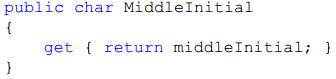 public char MiddleInitial
{
    get { return middleInitial; }
}